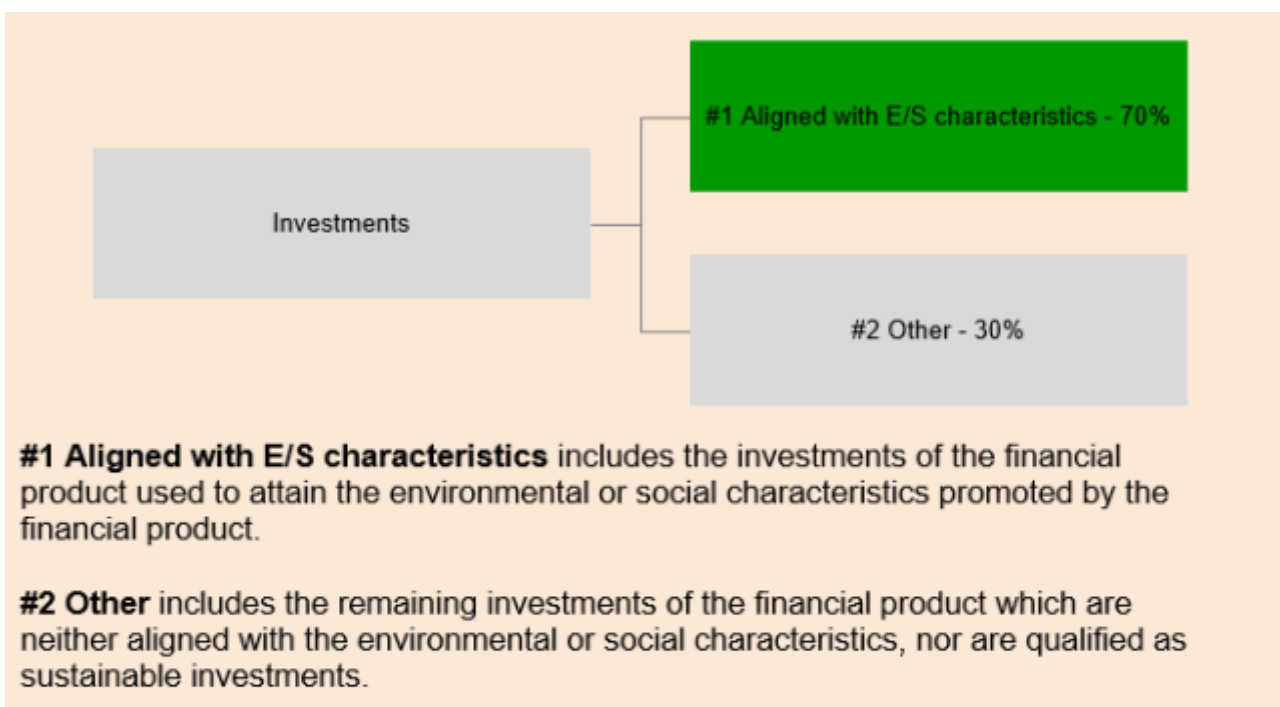 #1 Aligned with E/S characteristics - 70%
Investments
#2 Other - 30%
#1 Aligned with E/S characteristics includes the investments of the financial
product used to attain the environmental or social characteristics promoted by the
financial product.
#2 Other includes the remaining investments of the financial product which are
neither aligned with the environmental or social characteristics, nor are qualified as
sustainable investments.